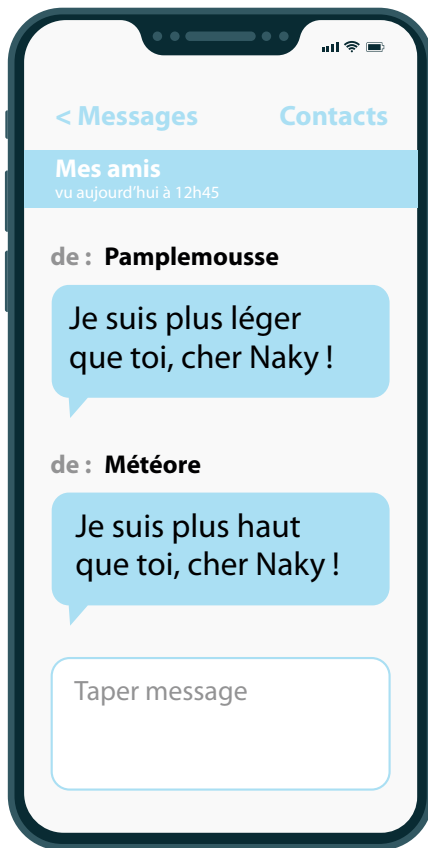 < Messages Contacts
Mes amis
vu aujourd'hui à 12h45
de : Pamplemousse
Je suis plus léger
que toi, cher Naky !
de : Météore
Je suis plus haut
que toi, cher Naky !
Taper message